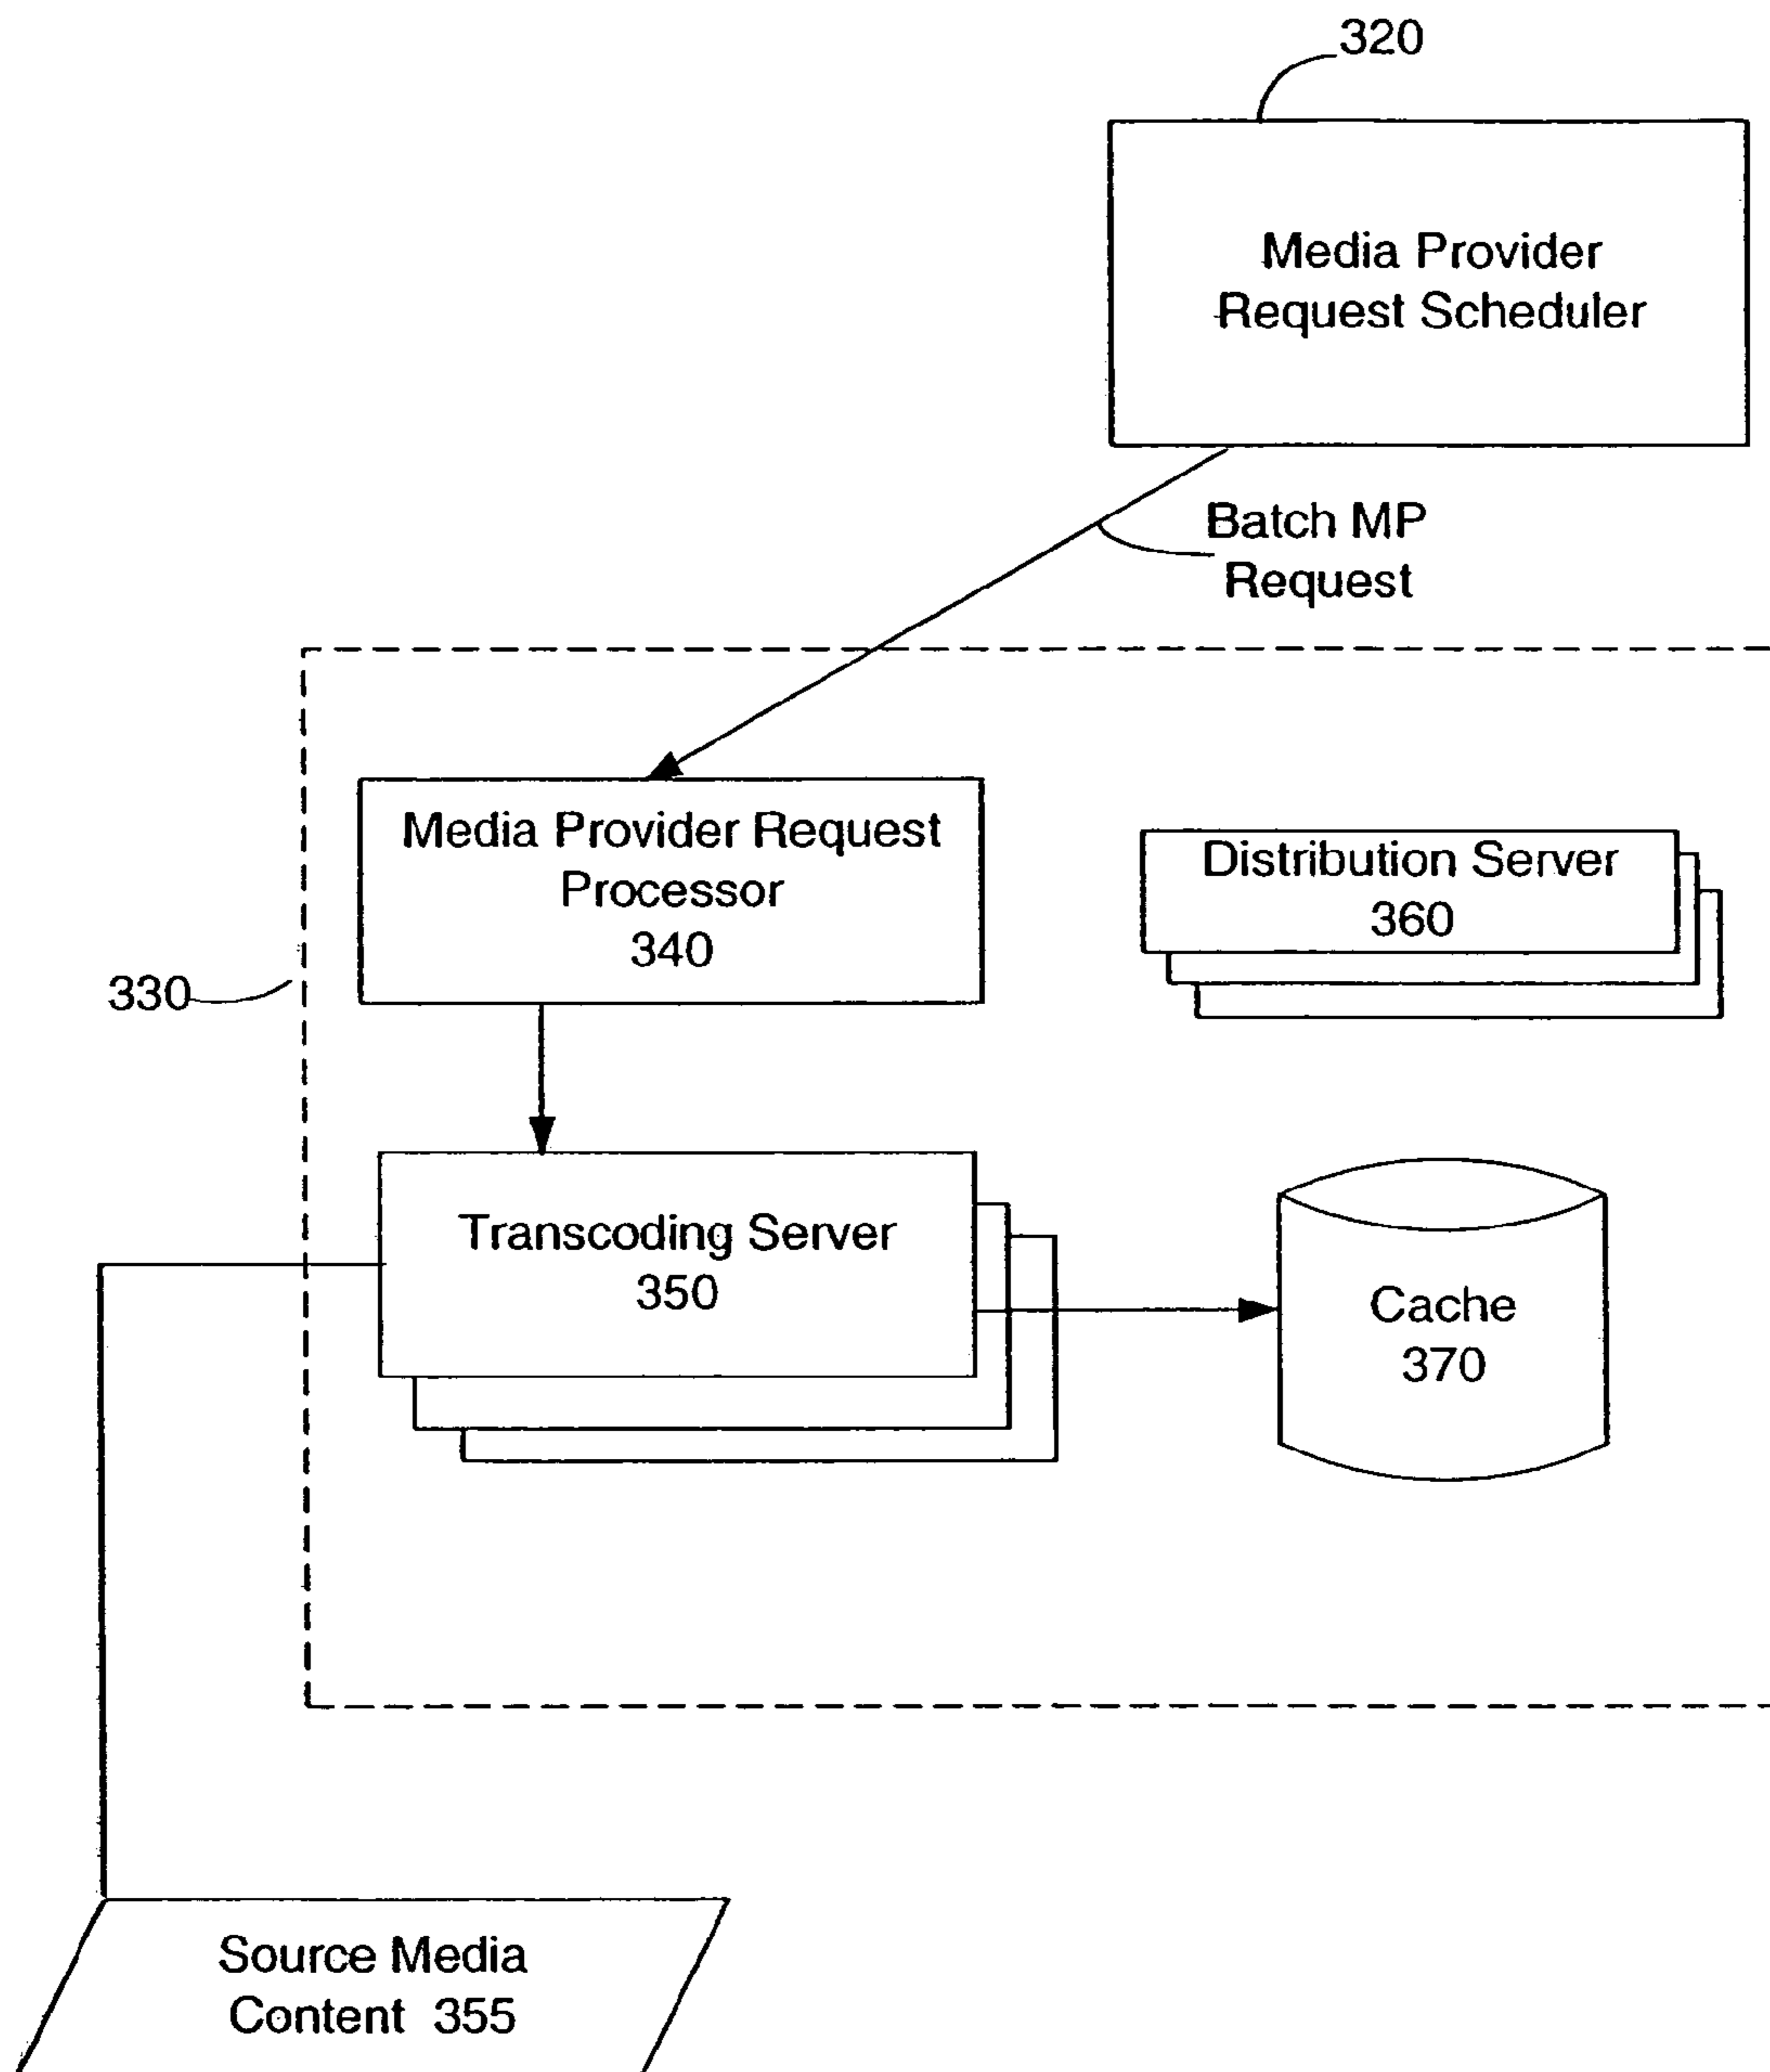 320
Media Provider
Request Scheduler
Batch MP
Request
330
Media Provider Request
Processor
340
Distribution Server
360
Transcoding Server
350
Cache
370
Source Media
Content 355